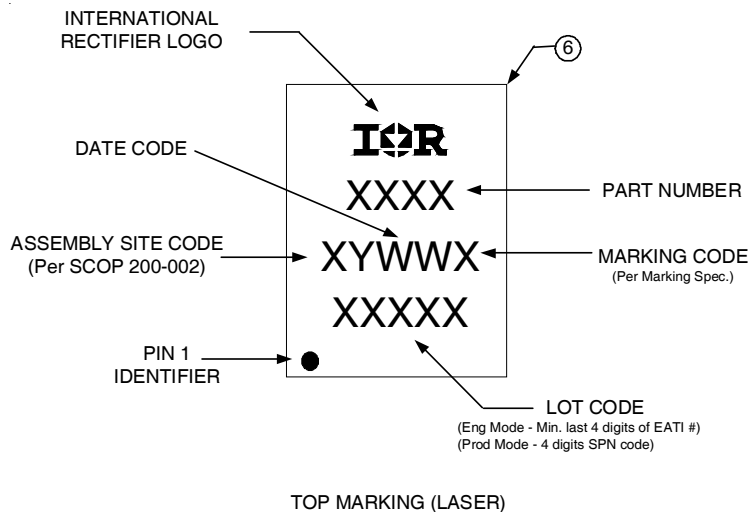 INTERNATIONAL
RECTIFIER LOGO
6
IOR
DATE CODE
XXXX
PART NUMBER
ASSEMBLY SITE CODE
(Per SCOP 200-002)
XYWWX
MARKING CODE
(Per Marking Spec.)
XXXXX
PIN 1
IDENTIFIER
LOT CODE
(Eng Mode - Min. last 4 digits of EATI #)
(Prod Mode - 4 digits SPN code)
TOP MARKING (LASER)